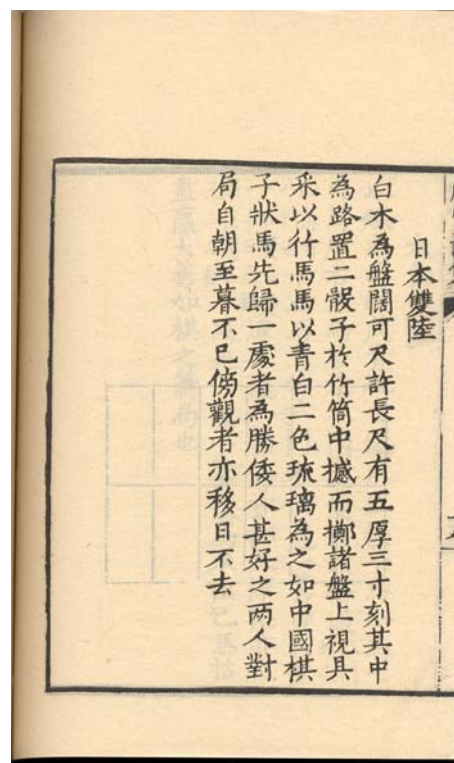 日本雙陸
白木為盤闊可尺許長尺有五厚三寸刻其中
為路置二骰子於竹筒中撼而擲諸盤上視具
采以行馬馬以青白二色琉璃為之如中國棋
子狀馬先歸一處者為勝倭人甚好之两人對
局自朝至暮不已傍觀者亦移日不去